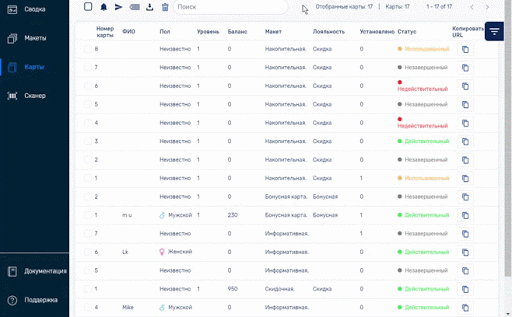 Сводка
Макеты
Карты
Сканер
Документация
Поддержка
Поиск
Отобранные карты: 17 | Карты: 17 1 - 17 of 17
Номер карты ФИО Пол Уровень Баланс Макет Лояльность Установлено Статус Копировать URL
8 Неизвестно 1 0 Накопительная. Скидка 0 Использованный
7 Неизвестно 1 0 Накопительная. Скидка 0 Незавершенный
6 Неизвестно 1 0 Накопительная. Скидка 0 Недействительный
5 Неизвестно 1 0 Накопительная. Скидка 0 Незавершенный
4 Неизвестно 1 0 Накопительная. Скидка 0 Недействительный
3 Неизвестно 1 0 Накопительная. Скидка 0 Действительный
2 Неизвестно 1 0 Накопительная. Скидка 0 Незавершенный
1 Неизвестно 1 0 Накопительная. Скидка 1 Использованный
2 Неизвестно 1 0 Бонусная карта. Бонусная 0 Незавершенный
1 m u Мужской 1 230 Бонусная карта. Бонусная 1 Действительный
7 Неизвестно 0 Информативная. 1 Незавершенный
6 Lk Женский 0 Информативная. 0 Действительный
5 Неизвестно 0 Информативная. 0 Незавершенный
1 Неизвестно 1 950 Скидочная. Скидка 0 Действительный
4 Mike Мужской 0 Информативная. 0 Действительный